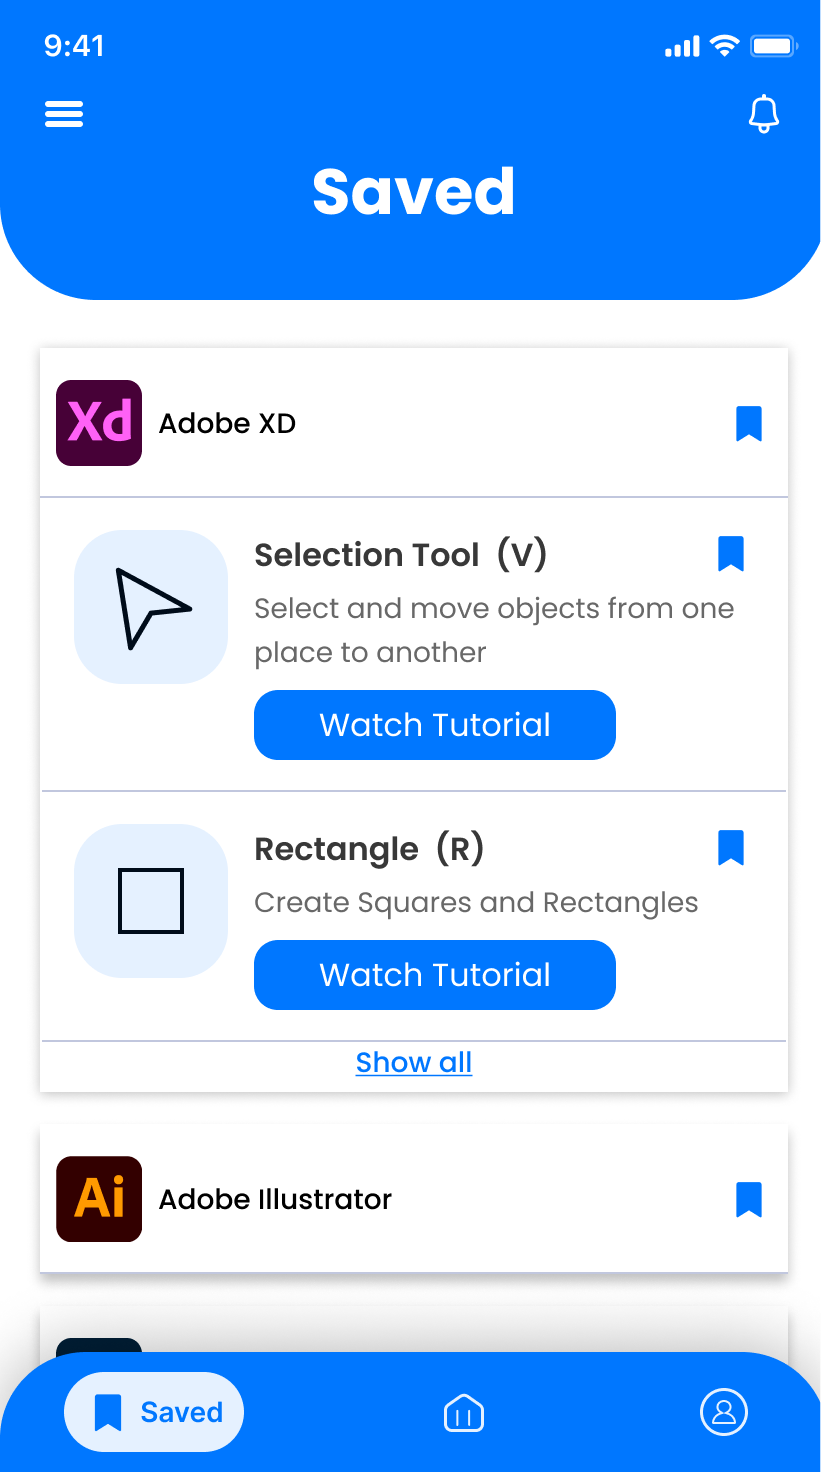 9:41
Saved
Xd Adobe XD
Selection Tool (V)
Select and move objects from one
place to another
Watch Tutorial
Rectangle (R)
Create Squares and Rectangles
Watch Tutorial
Show all
Ai Adobe Illustrator
Saved